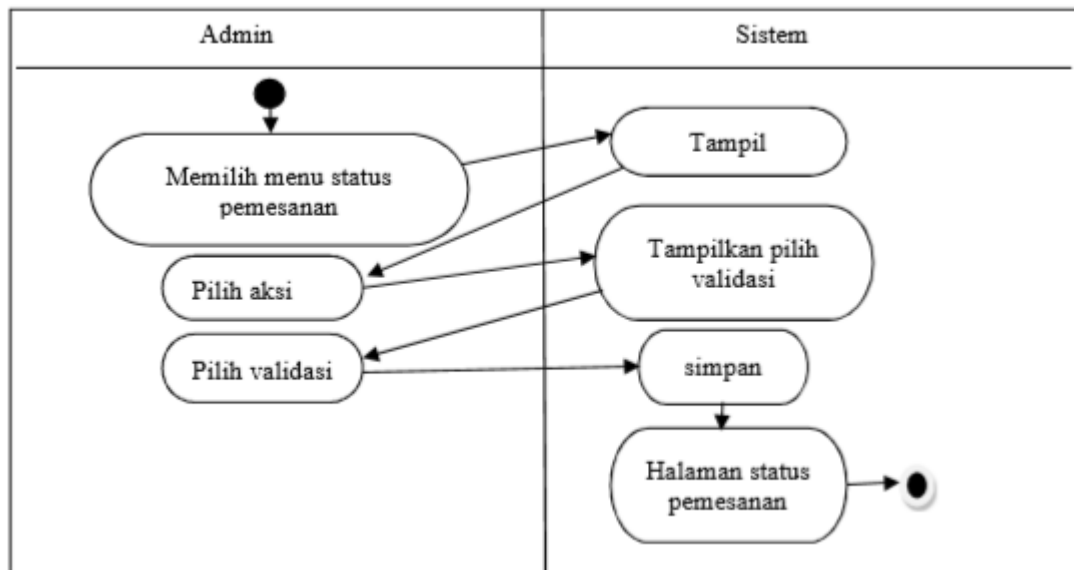 Admin
Sistem
Memilih menu status
pemesanan
Tampil
Pilih aksi
Tampilkan pilih
validasi
Pilih validasi
simpan
Halaman status
pemesanan